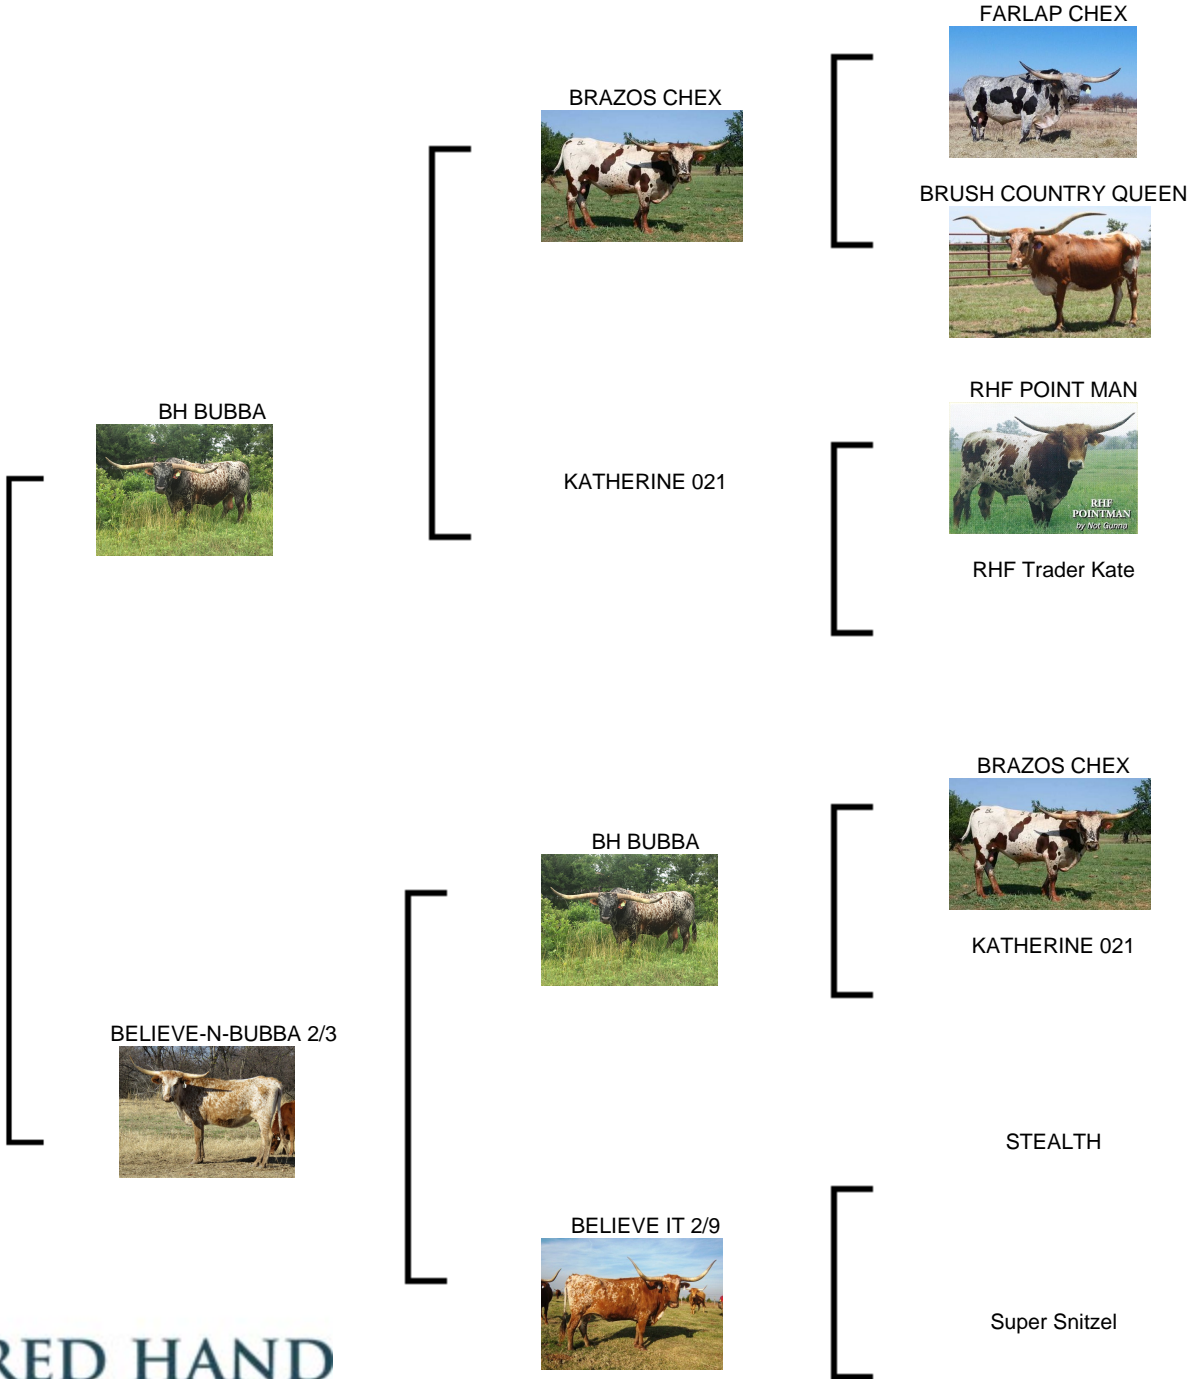 FARLAP CHEX
BRAZOS CHEX
BRUSH COUNTRY QUEEN
RHF POINT MAN
BH BUBBA
KATHERINE 021
RHF
POINTMAN
by Not Gunna
RHF Trader Kate
BRAZOS CHEX
BH BUBBA
KATHERINE 021
BELIEVE-N-BUBBA 2/3
STEALTH
BELIEVE IT 2/9
Super Snitzel
RED HAND